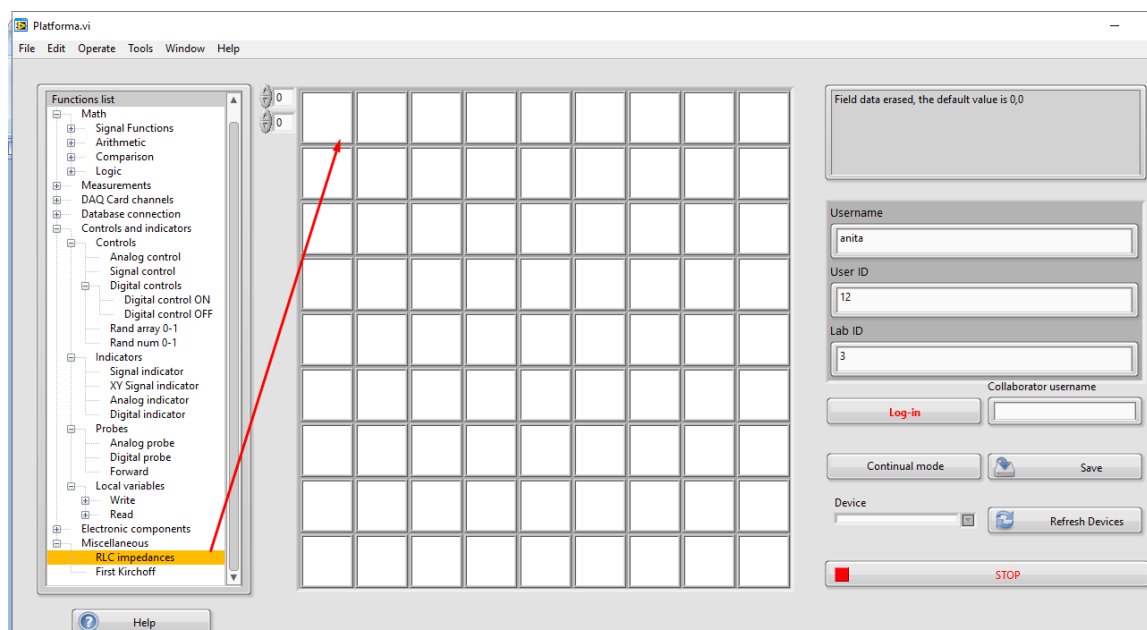 Platforma.vi
File Edit Operate Tools Window Help
Functions list
Math
Signal Functions
Arithmetic
Comparison
Logic
Measurements
DAQ Card channels
Database connection
Controls and indicators
Controls
Analog control
Signal control
Digital controls
Digital control ON
Digital control OFF
Rand array 0-1
Rand num 0-1
Indicators
Signal indicator
XY Signal indicator
Analog indicator
Digital indicator
Probes
Analog probe
Digital probe
Forward
Local variables
Write
Read
Electronic components
Miscellaneous
RLC impedances
First Kirchoff
Help
0
0
Field data erased, the default value is 0,0
Username
anita
User ID
12
Lab ID
3
Collaborator username
Log-in
Continual mode
Save
Device
Refresh Devices
STOP